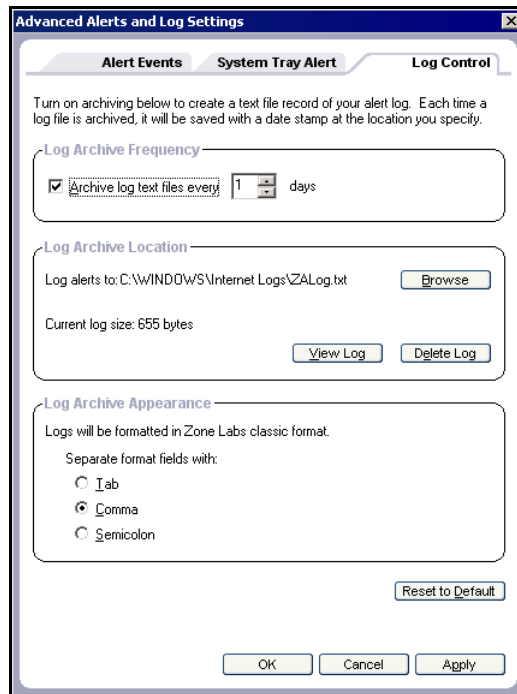 Advanced Alerts and Log Settings
Alert Events System Tray Alert Log Control
Turn on archiving below to create a text file record of your alert log. Each time a
log file is archived, it will be saved with a date stamp at the location you specify.
Log Archive Frequency
Archive log text files every 1 days
Log Archive Location
Log alerts to: C:\WINDOWS\Internet Logs\ZALog.txt Browse
Current log size: 655 bytes
View Log Delete Log
Log Archive Appearance
Logs will be formatted in Zone Labs classic format.
Separate format fields with:
Tab
Comma
Semicolon
Reset to Default
OK Cancel Apply